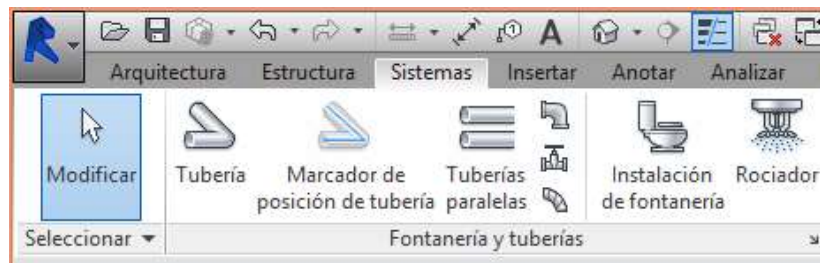 A
Arquitectura Estructura Sistemas Insertar Anotar Analizar
Modificar Tubería Marcador de posición de tubería Tuberías paralelas Instalación de fontanería Rociador
Seleccionar Fontanería y tuberías